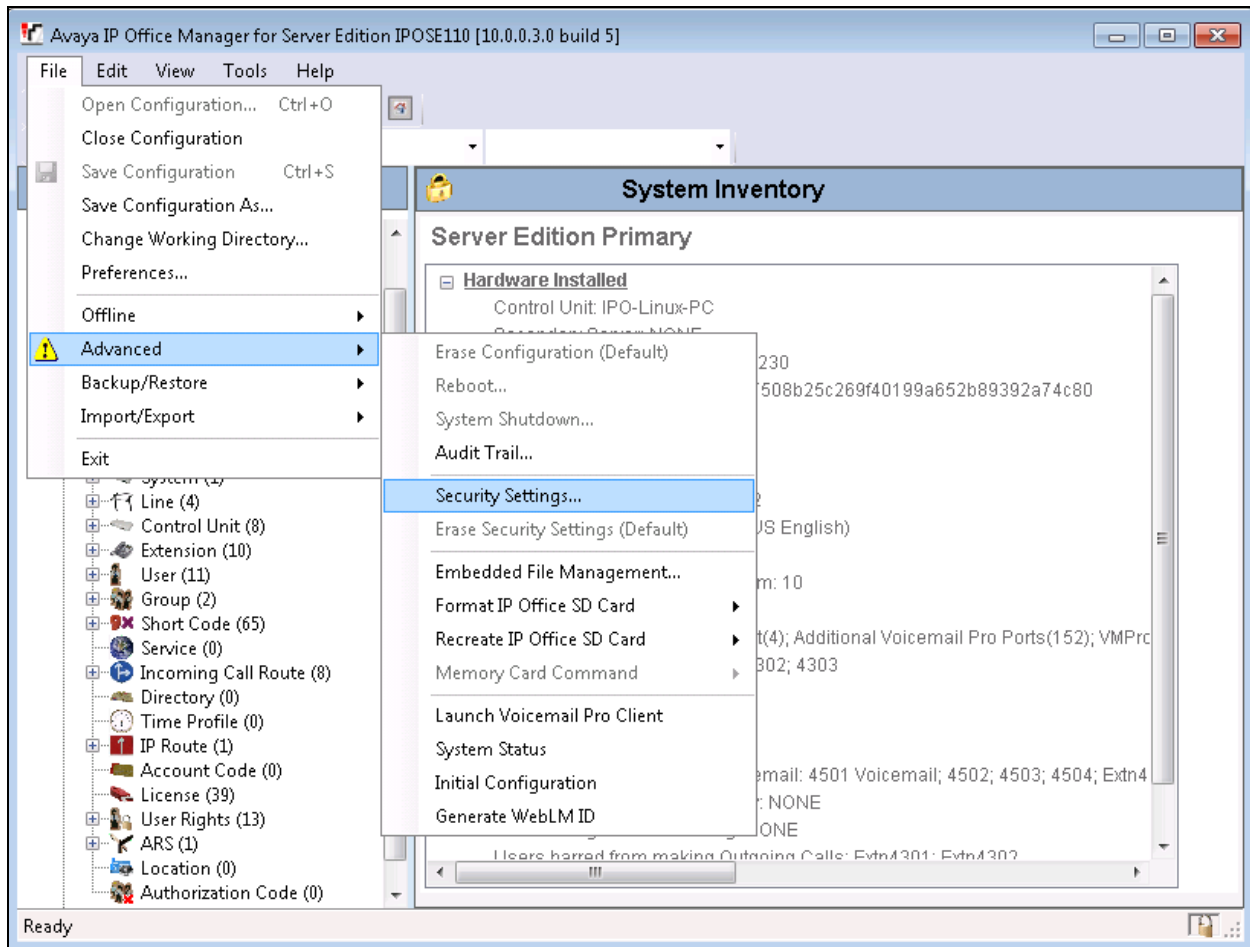 Avaya IP Office Manager for Server Edition IPOSE110 [10.0.0.3.0 build 5]
File Edit View Tools Help
Open Configuration... Ctrl+O
Close Configuration
Save Configuration Ctrl+S
Save Configuration As...
Change Working Directory...
Preferences...
Offline
Advanced
Backup/Restore
Import/Export
Exit
Erase Configuration (Default)
Reboot...
System Shutdown...
Audit Trail...
Security Settings...
Erase Security Settings (Default)
Embedded File Management...
Format IP Office SD Card
Recreate IP Office SD Card
Memory Card Command
Launch Voicemail Pro Client
System Status
Initial Configuration
Generate WebLM ID
System (1)
Line (4)
Control Unit (8)
Extension (10)
User (11)
Group (2)
Short Code (65)
Service (0)
Incoming Call Route (8)
Directory (0)
Time Profile (0)
IP Route (1)
Account Code (0)
License (39)
User Rights (13)
ARS (1)
Location (0)
Authorization Code (0)
System Inventory
Server Edition Primary
Hardware Installed
Control Unit: IPO-Linux-PC
Secondary Server: NONE
230
508b25c269f40199a652b89392a74c80
US English)
m: 10
t(4); Additional Voicemail Pro Ports(152); VMPro
302; 4303
email: 4501 Voicemail; 4502; 4503; 4504; Extn4
: NONE
ONE
Users barred from making Outgoing Calls: Extn4301; Extn4302
Ready